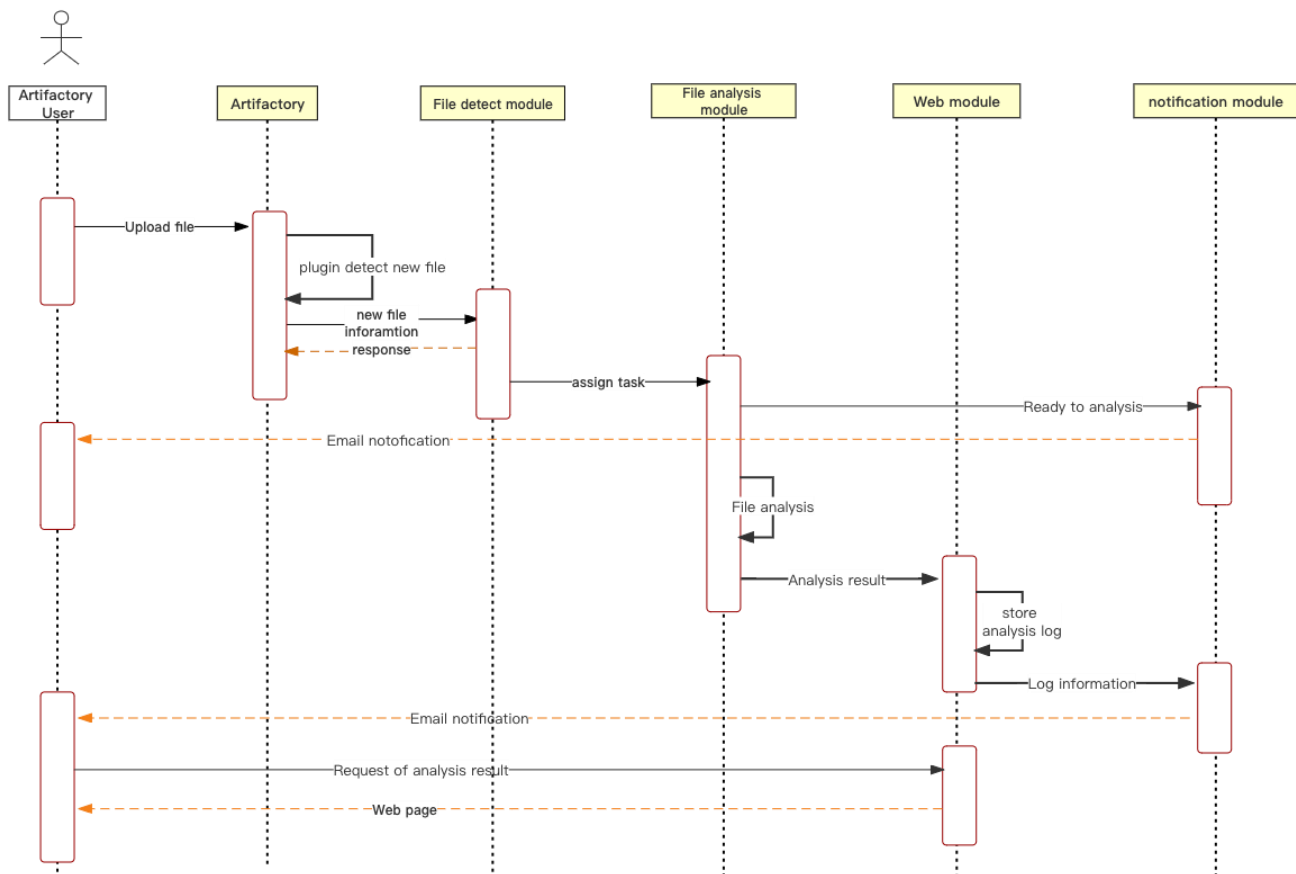 Artifactory
User
Artifactory
File detect module
File analysis
module
Web module
notification module
Upload file
plugin detect new file
new file
inforamtion
response
assign task
Ready to analysis
Email notofication
File analysis
Analysis result
store
analysis log
Log information
Email notification
Request of analysis result
Web page